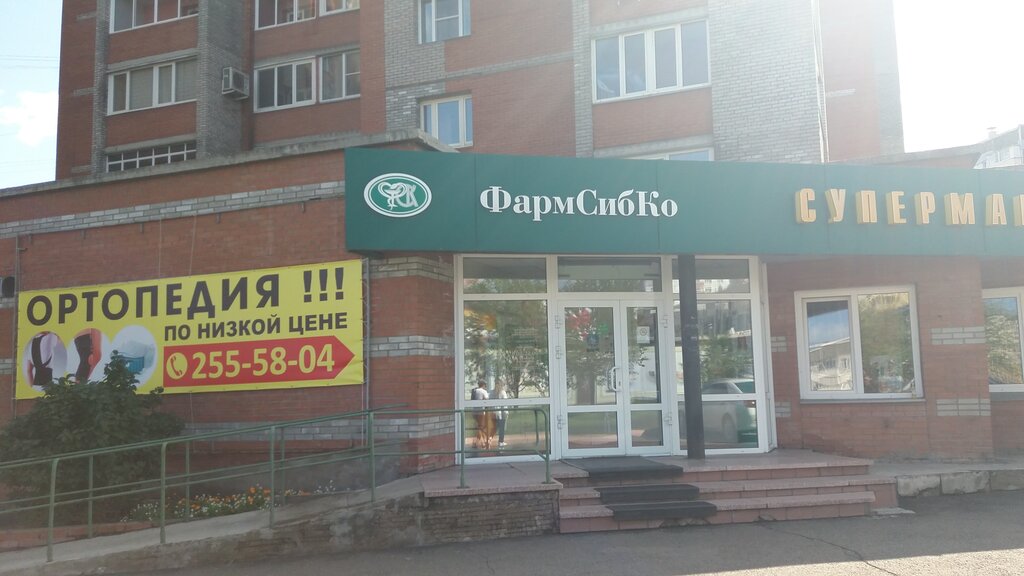 ФармСибКо
ОРТОПЕДИЯ !!!
ПО НИЗКОЙ ЦЕНЕ
255-58-04